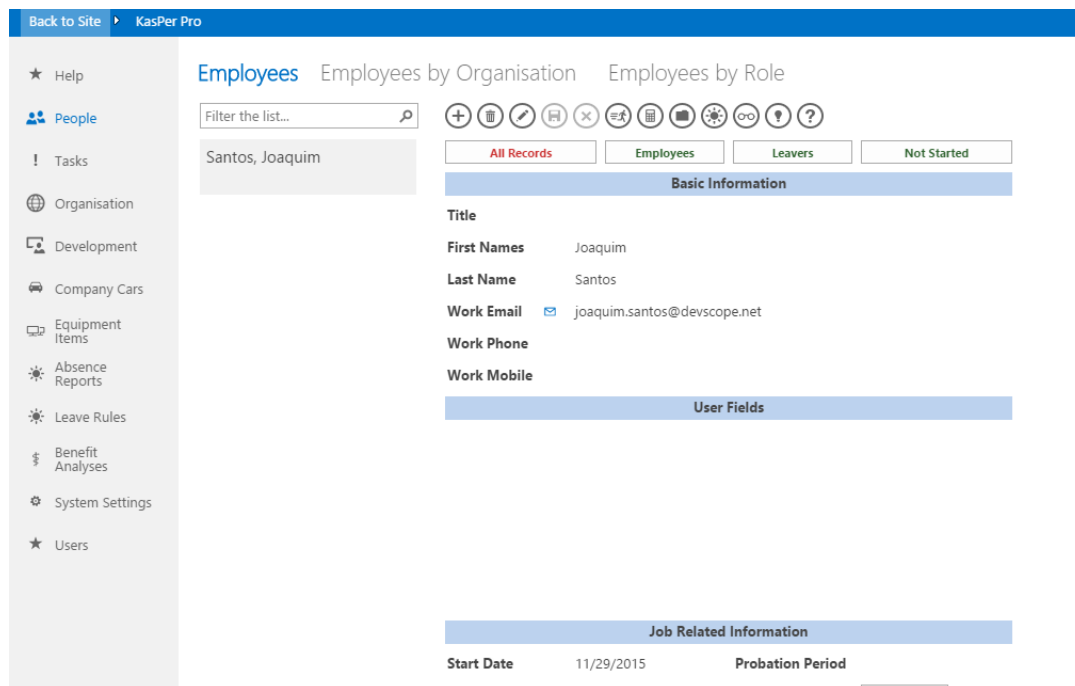 Back to Site KasPer Pro
Help
People
! Tasks
Organisation
Development
Company Cars
Equipment
Items
Absence
Reports
Leave Rules
Benefit
Analyses
System Settings
Users
Employees Employees by Organisation Employees by Role
Filter the list...
Santos, Joaquim
?
All Records Employees Leavers Not Started
Basic Information
Title
First Names Joaquim
Last Name Santos
Work Email joaquim.santos@devscope.net
Work Phone
Work Mobile
User Fields
Job Related Information
Start Date 11/29/2015 Probation Period